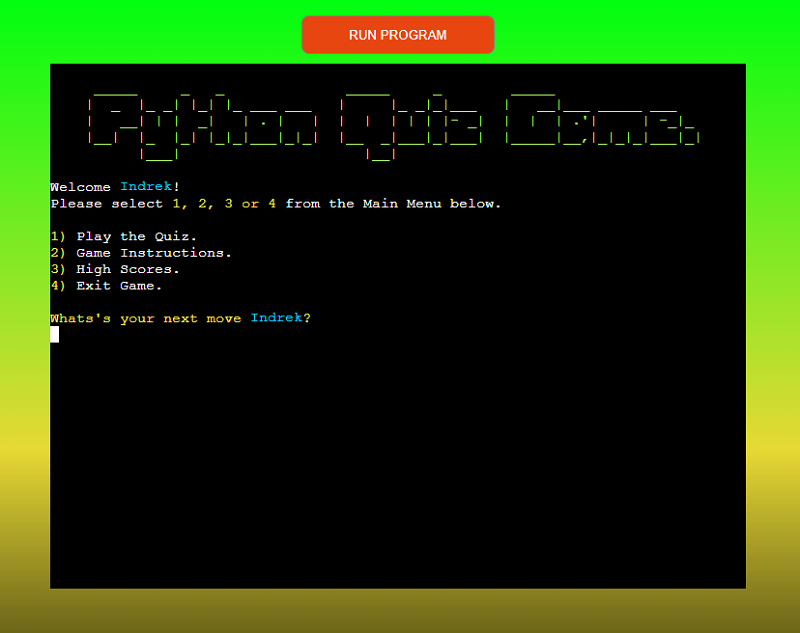 RUN PROGRAM
Python Quiz Game.
Welcome Indrek!
Please select 1, 2, 3 or 4 from the Main Menu below.
1) Play the Quiz.
2) Game Instructions.
3) High Scores.
4) Exit Game.
Whats's your next move Indrek?